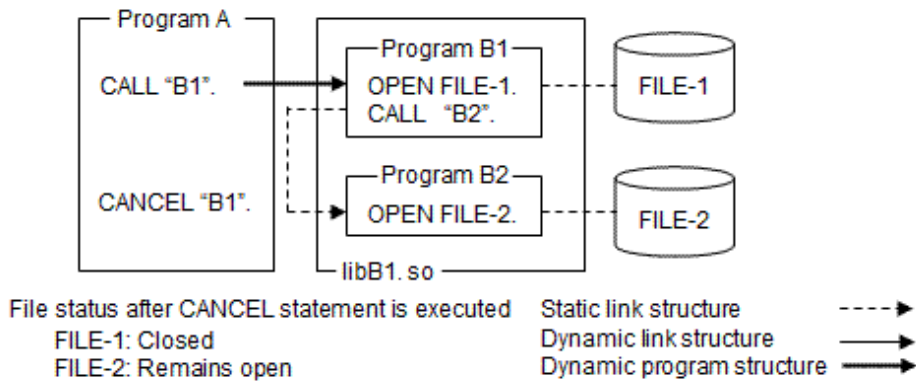 Program A
CALL “B1”.
CANCEL “B1”.
Program B1
OPEN FILE-1.
CALL “B2”.
Program B2
OPEN FILE-2.
libB1. so
FILE-1
FILE-2
File status after CANCEL statement is executed
FILE-1: Closed
FILE-2: Remains open
Static link structure
Dynamic link structure
Dynamic program structure